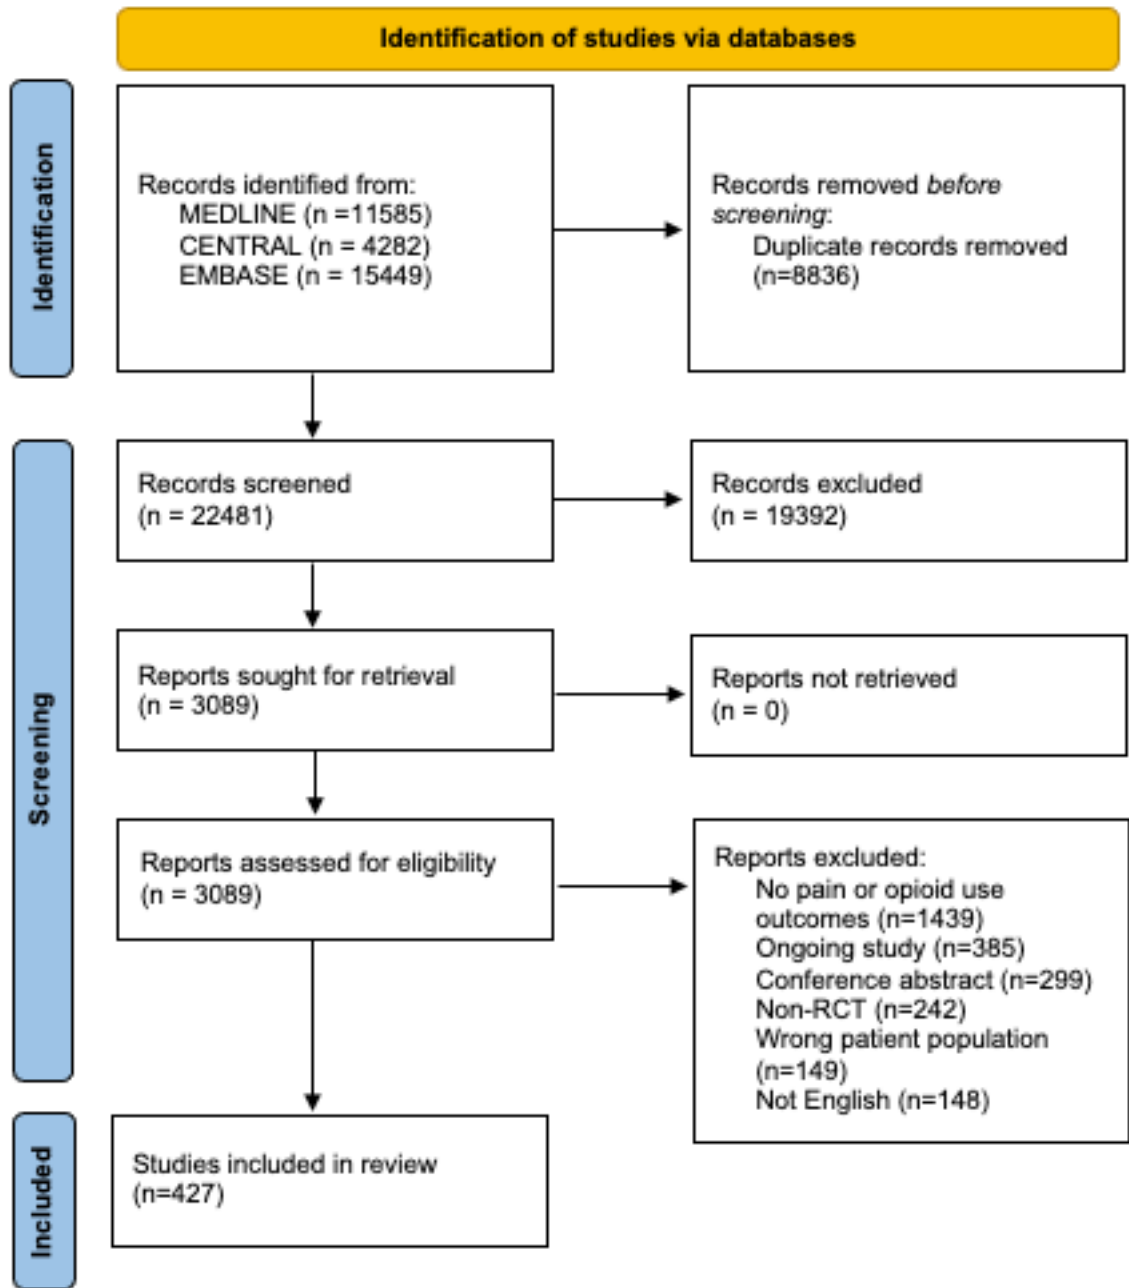 Identification of studies via databases
Identification
Records identified from:
MEDLINE (n =11585)
CENTRAL (n = 4282)
EMBASE (n = 15449)
Records removed before
screening:
Duplicate records removed
(n=8836)
Screening
Records screened
(n = 22481)
Records excluded
(n = 19392)
Reports sought for retrieval
(n = 3089)
Reports not retrieved
(n = 0)
Reports assessed for eligibility
(n = 3089)
Reports excluded:
No pain or opioid use
outcomes (n=1439)
Ongoing study (n=385)
Conference abstract (n=299)
Non-RCT (n=242)
Wrong patient population
(n=149)
Not English (n=148)
Included
Studies included in review
(n=427)